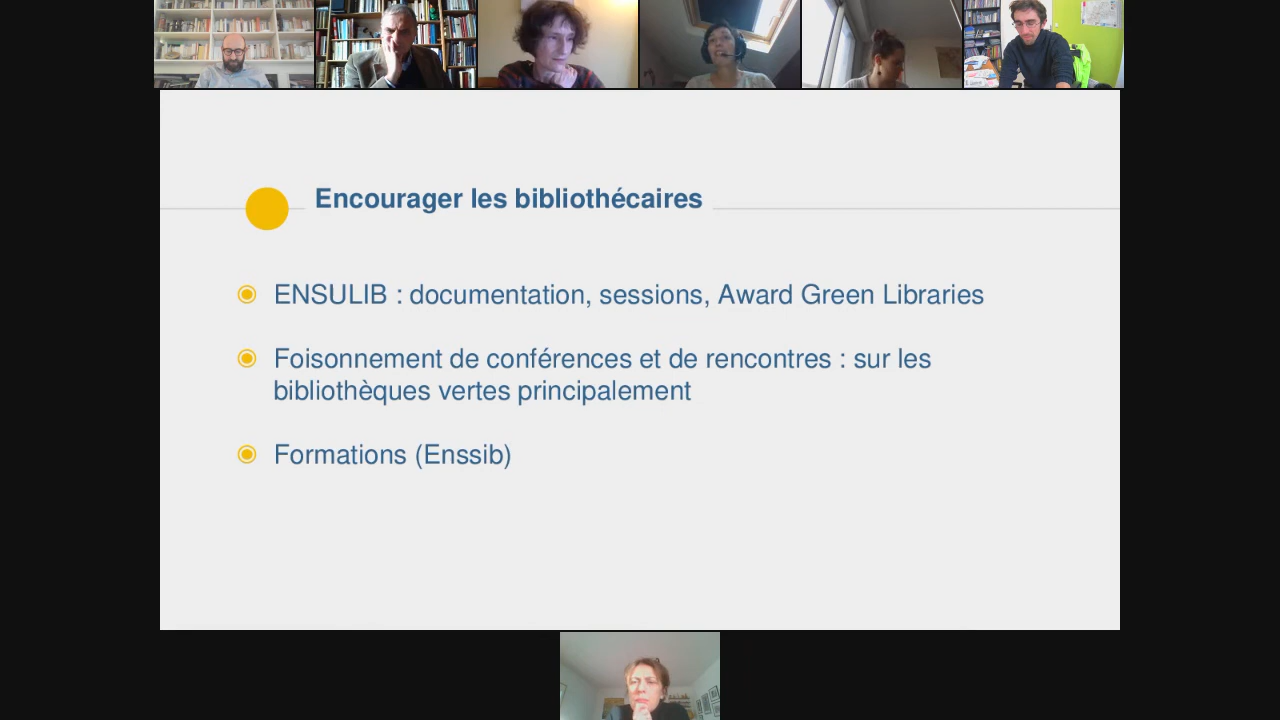 Encourager les bibliothécaires
ENSULIB : documentation, sessions, Award Green Libraries
Foisonnement de conférences et de rencontres : sur les
bibliothèques vertes principalement
Formations (Enssib)